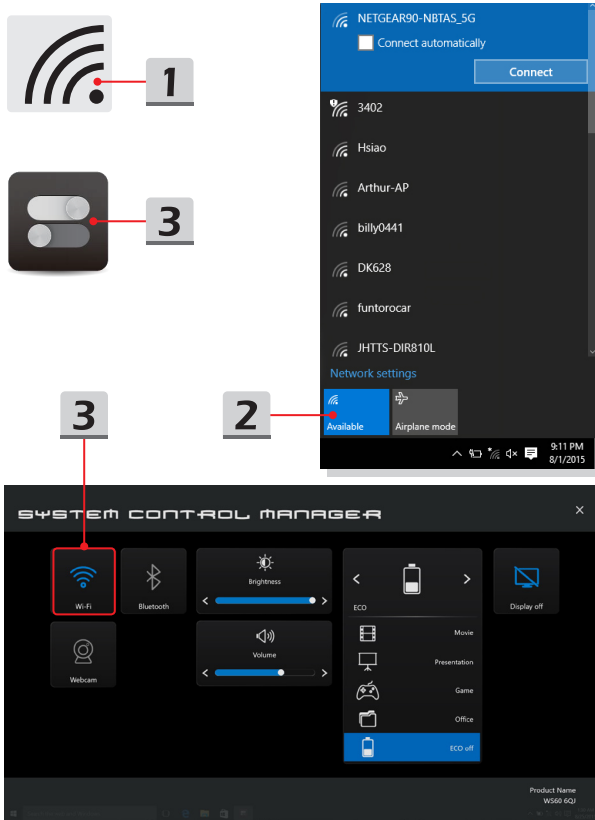 1
3
NETGEAR90-NBTAS_5G
Connect automatically
Connect
3402
Hsiao
Arthur-AP
billy0441
DK628
funtorocar
JHTTS-DIR810L
Network settings
Available
Airplane mode
9:11 PM
8/1/2015
3
2
SYSTEM CONTROL MANAGER
Wi-Fi
Bluetooth
Brightness
ECO
Display off
Webcam
Volume
Movie
Presentation
Game
Office
ECO off
Product Name
WS60 6QJ